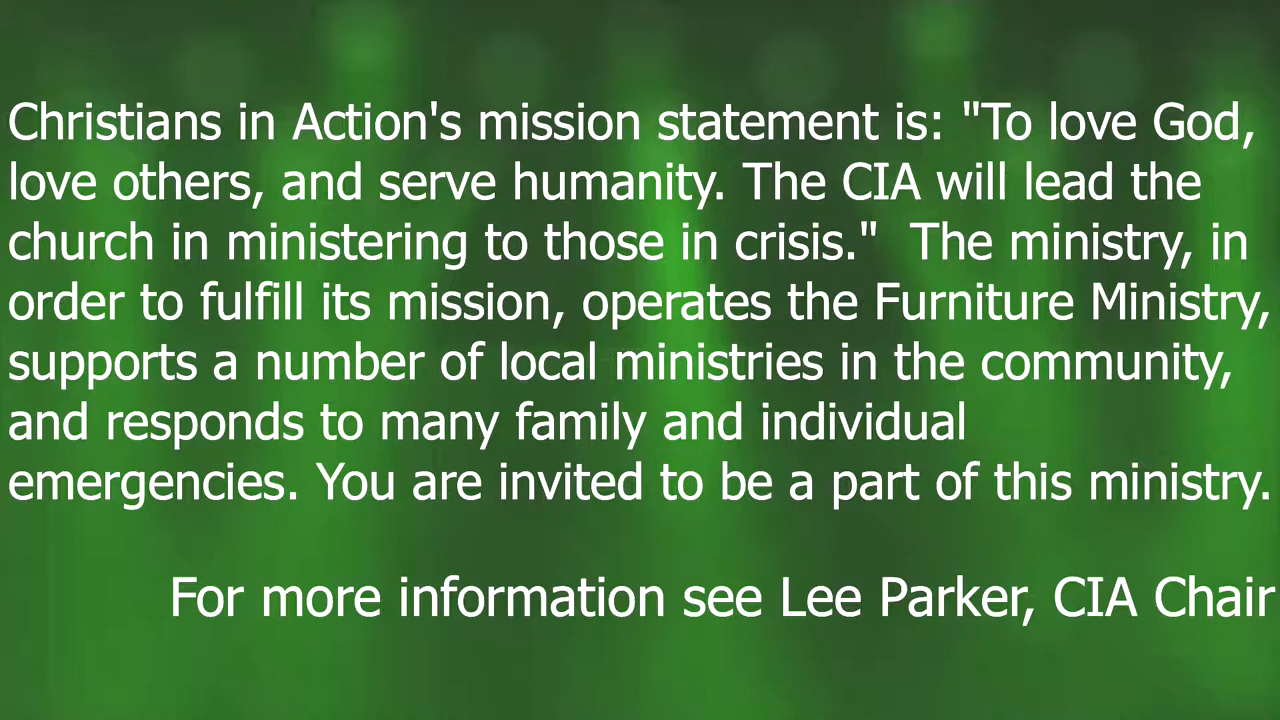 Christians in Action's mission statement is: "To love God,
love others, and serve humanity. The CIA will lead the
church in ministering to those in crisis."  The ministry, in
order to fulfill its mission, operates the Furniture Ministry,
supports a number of local ministries in the community,
and responds to many family and individual
emergencies. You are invited to be a part of this ministry.
For more information see Lee Parker, CIA Chair